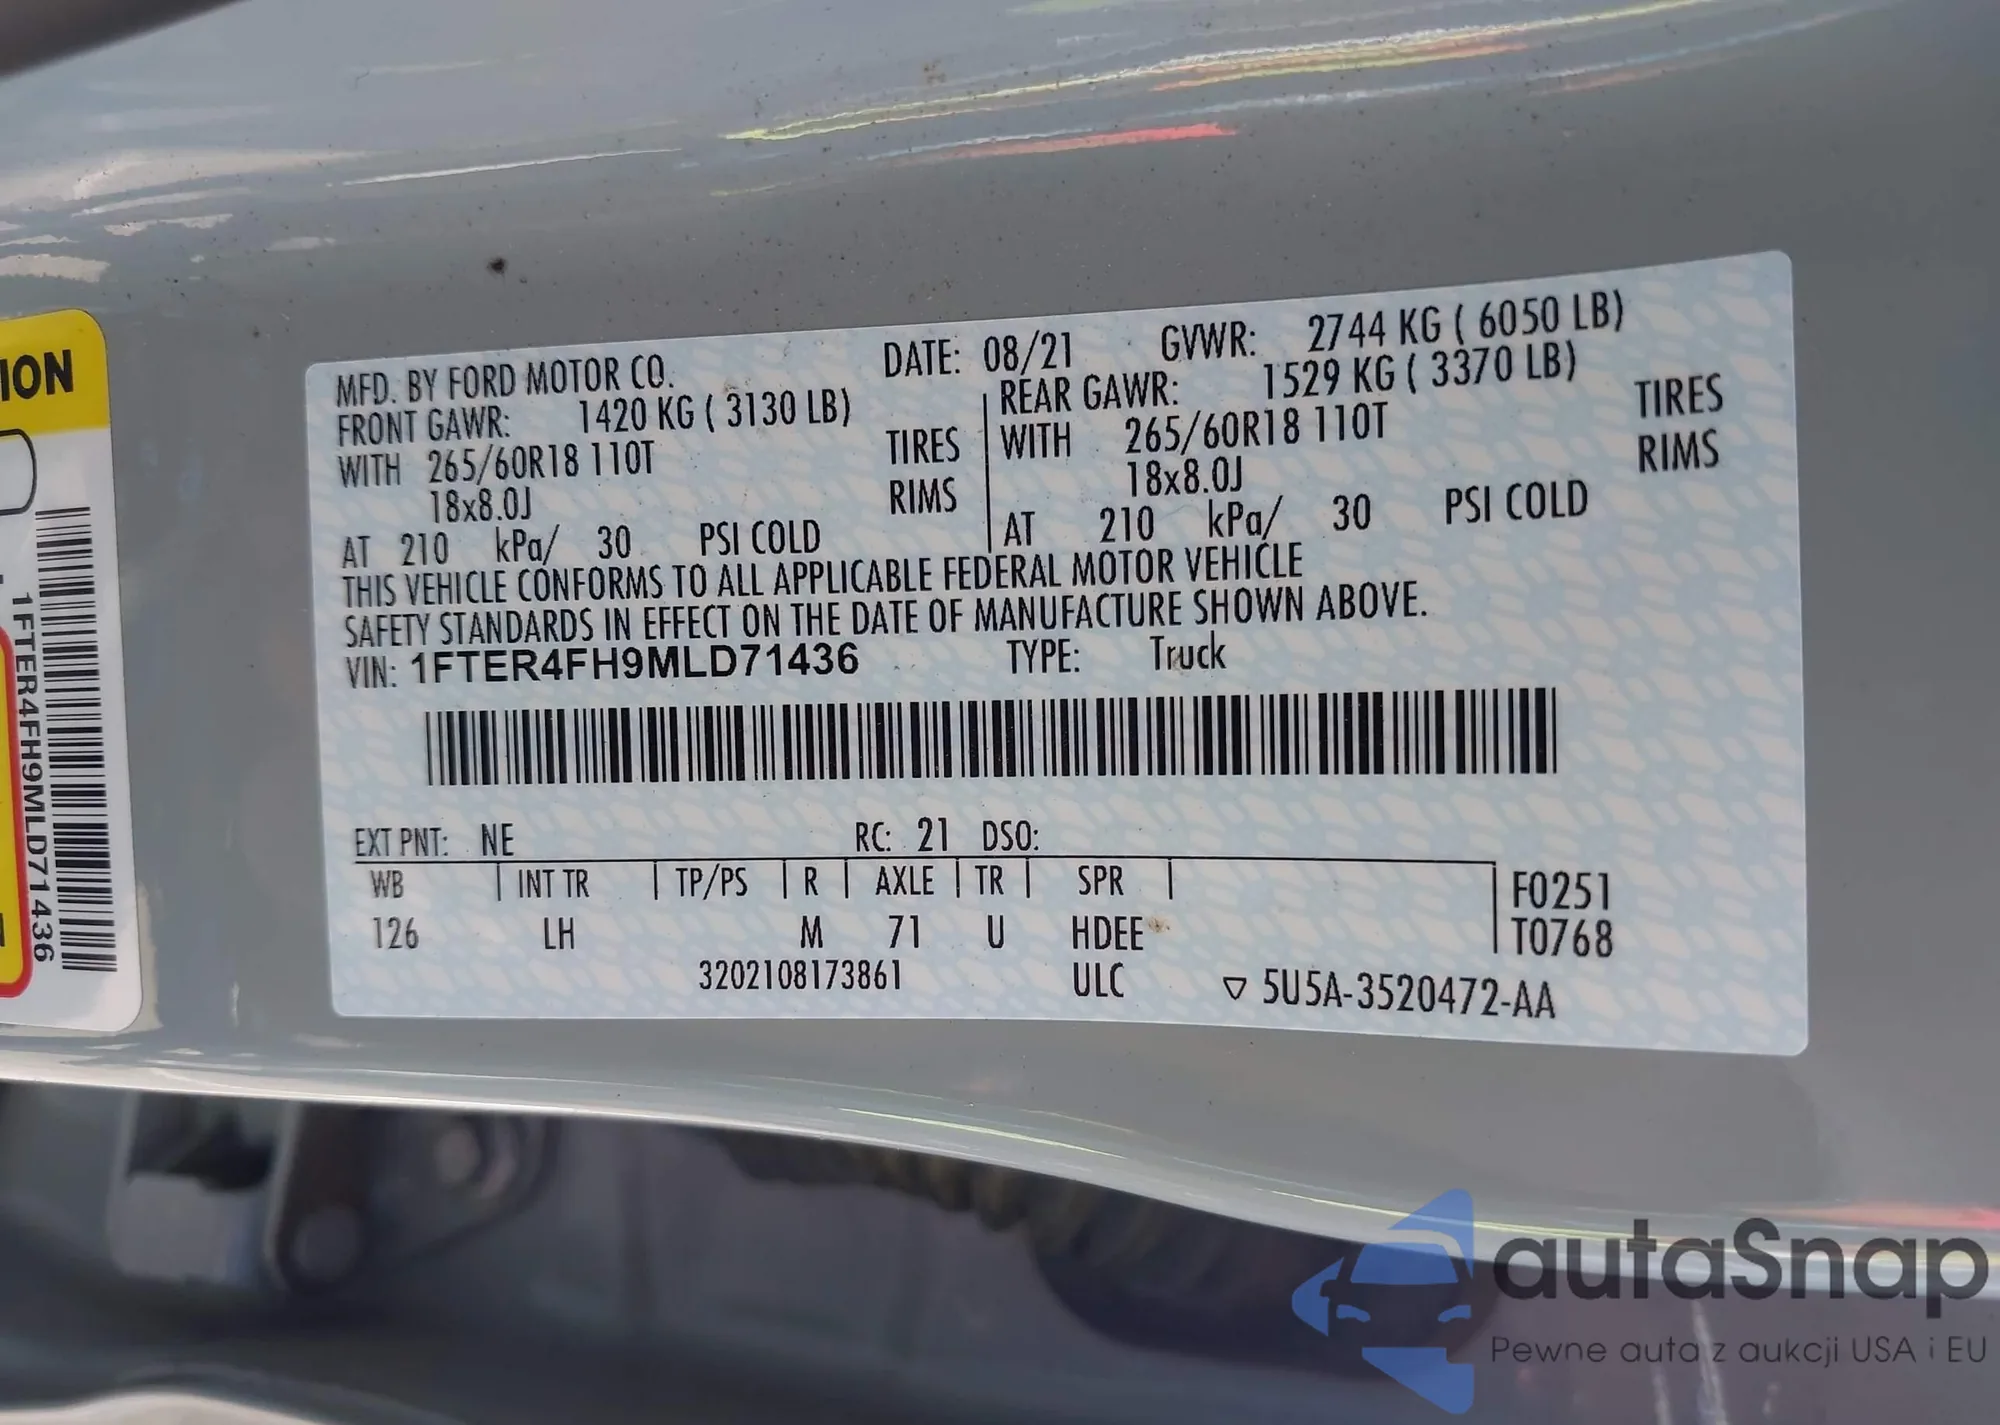 ION
1FTER4FH9MLD71436
MFD. BY FORD MOTOR CO. DATE: 08/21 GVWR: 2744 KG ( 6050 LB)
FRONT GAWR: 1420 KG ( 3130 LB) REAR GAWR: 1529 KG ( 3370 LB)
WITH 265/60R18 110T TIRES WITH 265/60R18 110T TIRES
18x8.0J RIMS 18x8.0J RIMS
AT 210 kPa/ 30 PSI COLD AT 210 kPa/ 30 PSI COLD
THIS VEHICLE CONFORMS TO ALL APPLICABLE FEDERAL MOTOR VEHICLE
SAFETY STANDARDS IN EFFECT ON THE DATE OF MANUFACTURE SHOWN ABOVE.
VIN: 1FTER4FH9MLD71436 TYPE: Truck
EXT PNT: NE RC: 21 DSO:
WB INT TR TP/PS R AXLE TR SPR F0251
126 LH M 71 U HDEE T0768
3202108173861 ULC ▽ 5U5A-3520472-AA
autaSnap
Pewne auta z aukcji USA i EU